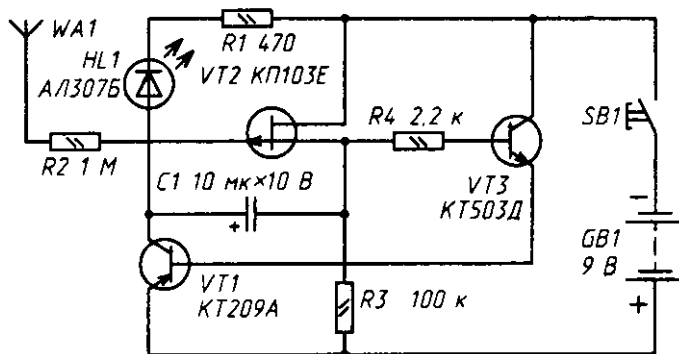 WA1
R1 470
HL1
АЛ307Б
VT2 КП103Е
R4 2,2 к
SB1
R2 1 М
C1 10 мк×10 В
+
VT3
КТ503Д
–
GB1
9 В
+
VT1
КТ209А
R3 100 к